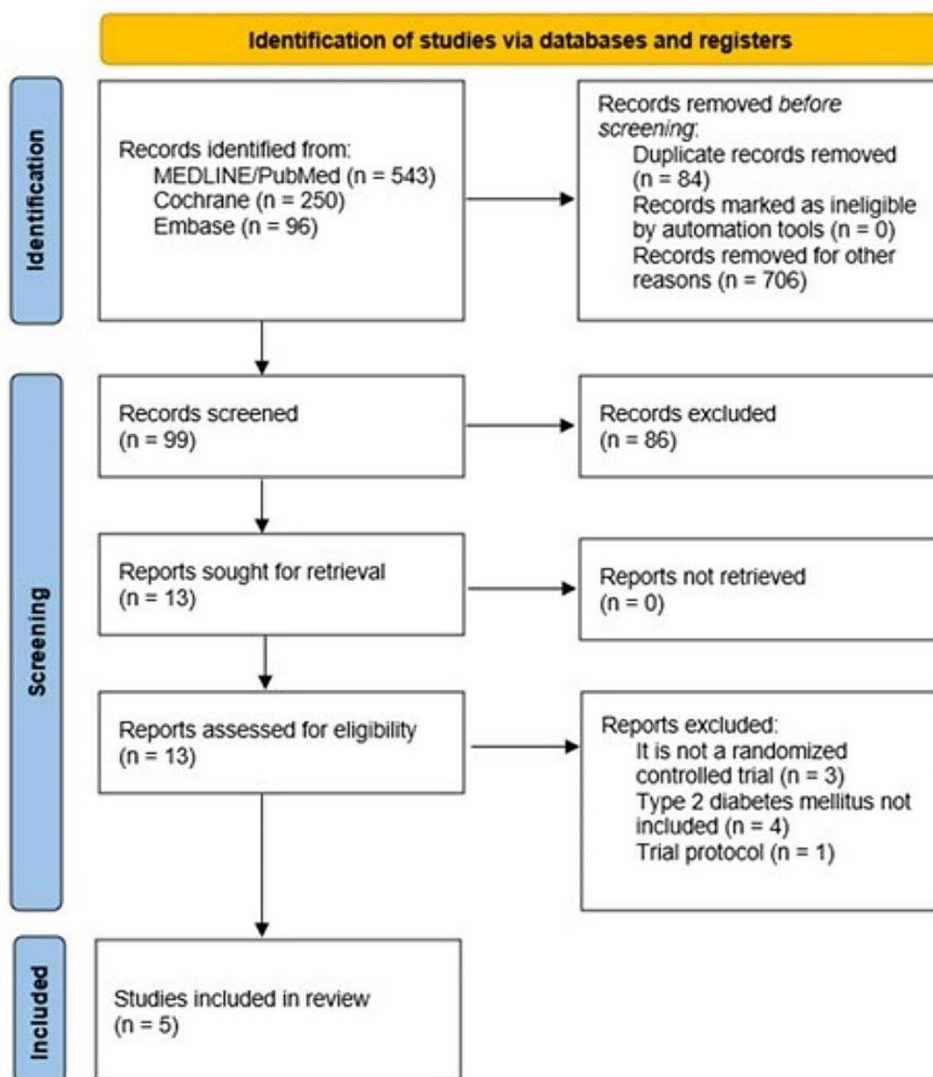 Identification of studies via databases and registers
Identification
Records identified from:
MEDLINE/PubMed (n = 543)
Cochrane (n = 250)
Embase (n = 96)
Records removed before
screening:
Duplicate records removed
(n = 84)
Records marked as ineligible
by automation tools (n = 0)
Records removed for other
reasons (n = 706)
Screening
Records screened
(n = 99)
Records excluded
(n = 86)
Reports sought for retrieval
(n = 13)
Reports not retrieved
(n = 0)
Reports assessed for eligibility
(n = 13)
Reports excluded:
It is not a randomized
controlled trial (n = 3)
Type 2 diabetes mellitus not
included (n = 4)
Trial protocol (n = 1)
Included
Studies included in review
(n = 5)